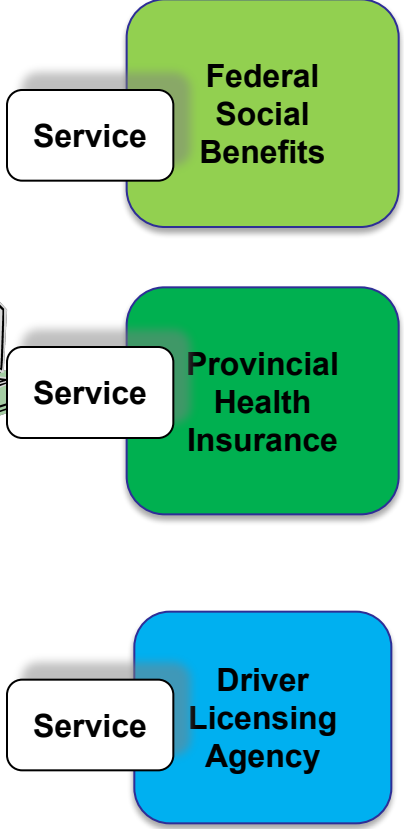 Federal
Social
Benefits
Service
Provincial
Health
Insurance
Service
Driver
Licensing
Agency
Service